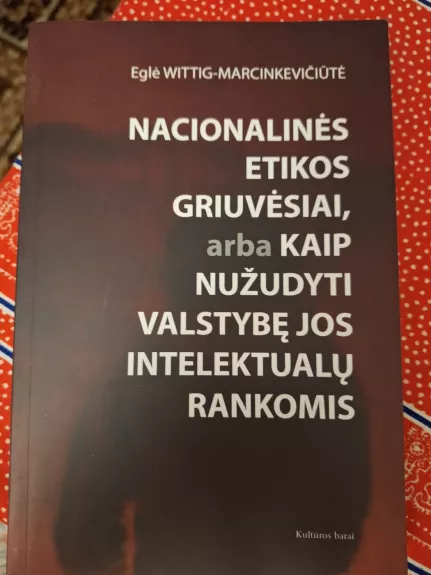 Eglė WITTIG-MARCINKEVIČIŪTĖ
NACIONALINĖS
ETIKOS
GRIUVĖSIAI,
arba KAIP
NUŽUDYTI
VALSTYBĘ JOS
INTELEKTUALŲ
RANKOMIS
Kultūros barai